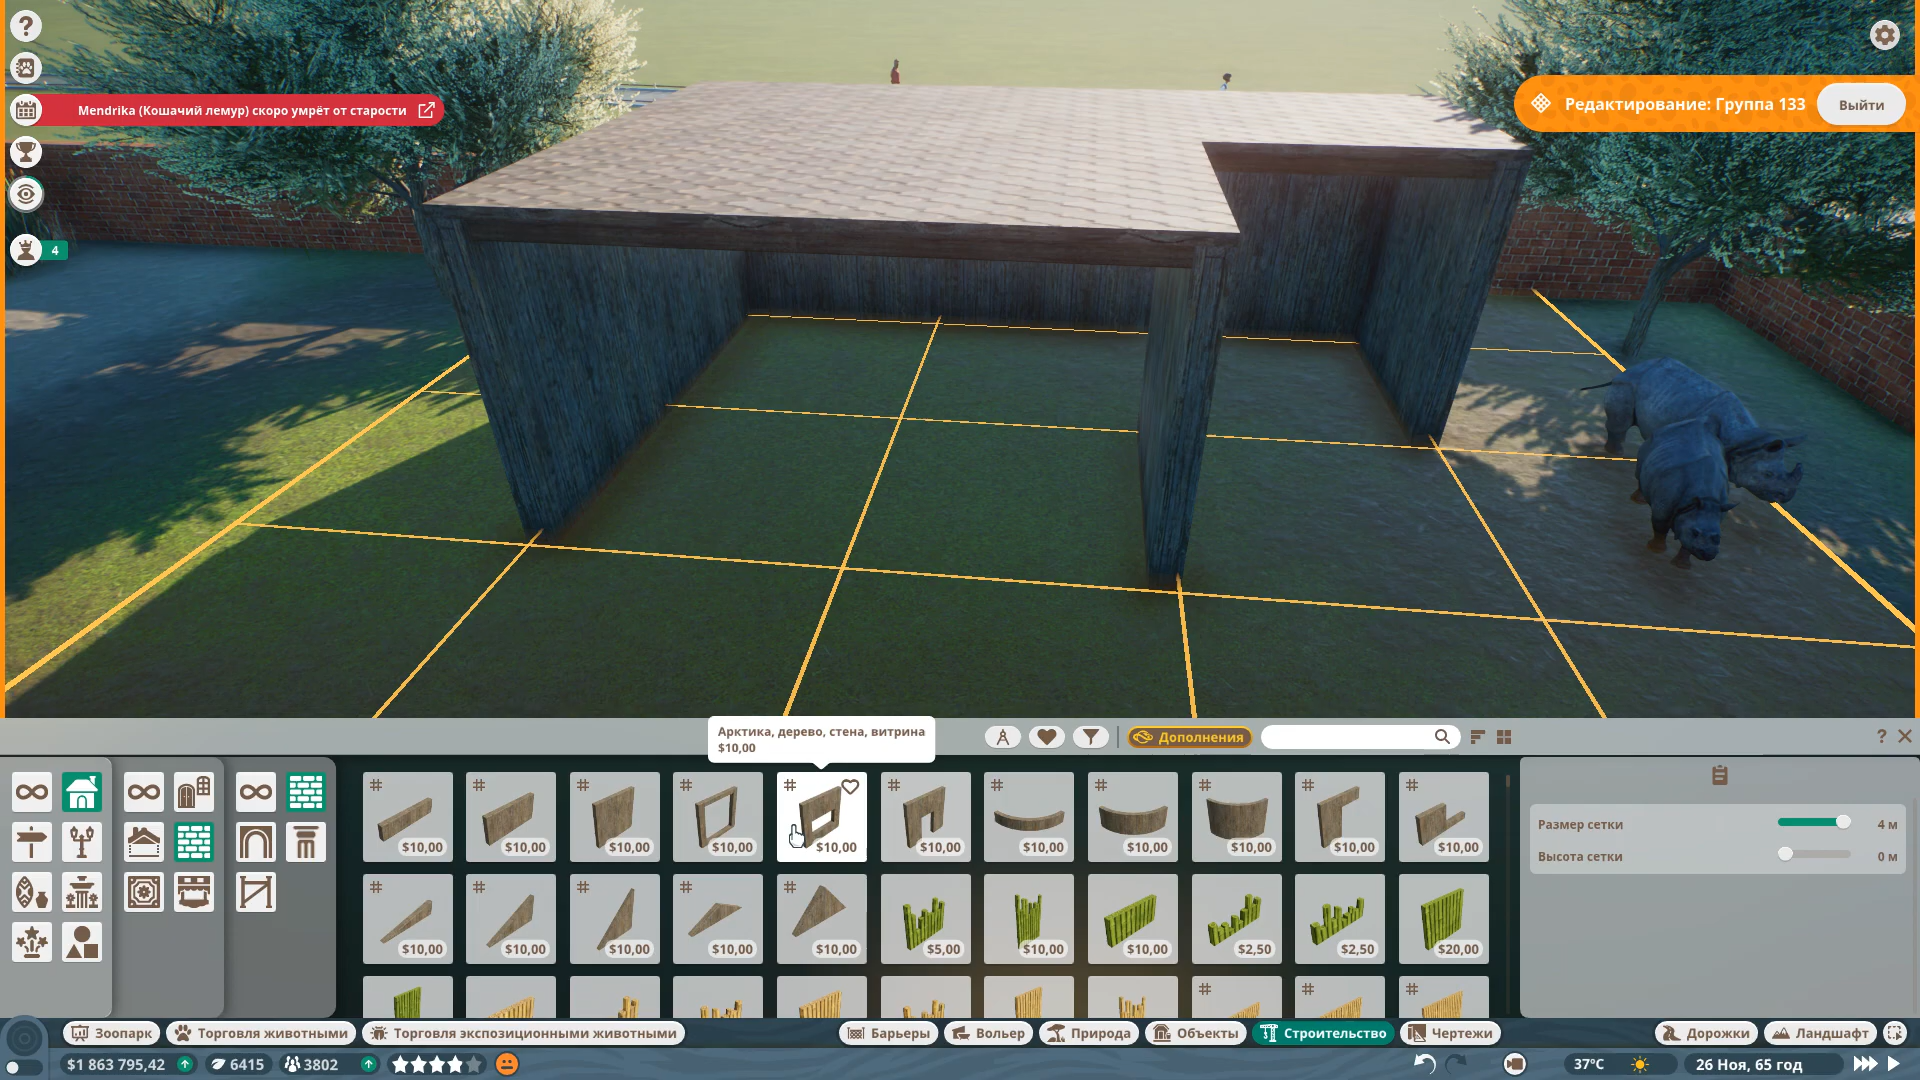 ?
Mendrika (Кошачий лемур) скоро умрёт от старости
4
Редактирование: Группа 133
Выйти
Арктика, дерево, стена, витрина
$10,00
Дополнения
?
$10,00 $10,00 $10,00 $10,00 $10,00 $10,00 $10,00 $10,00 $10,00 $10,00 $10,00
$10,00 $10,00 $10,00 $10,00 $10,00 $5,00 $10,00 $10,00 $2,50 $2,50 $20,00
Размер сетки 4 м
Высота сетки 0 м
Зоопарк Торговля животными Торговля экспозиционными животными Барьеры Вольер Природа Объекты Строительство Чертежи Дорожки Ландшафт
$1 863 795,42 6415 3802 37°C 26 Ноя, 65 год